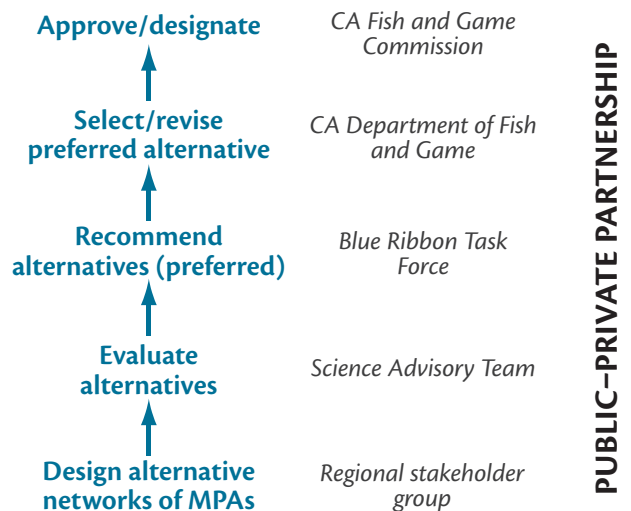 Approve/designate
CA Fish and Game
Commission
Select/revise
preferred alternative
CA Department of Fish
and Game
Recommend
alternatives (preferred)
Blue Ribbon Task
Force
Evaluate
alternatives
Science Advisory Team
Design alternative
networks of MPAs
Regional stakeholder
group
PUBLIC–PRIVATE PARTNERSHIP